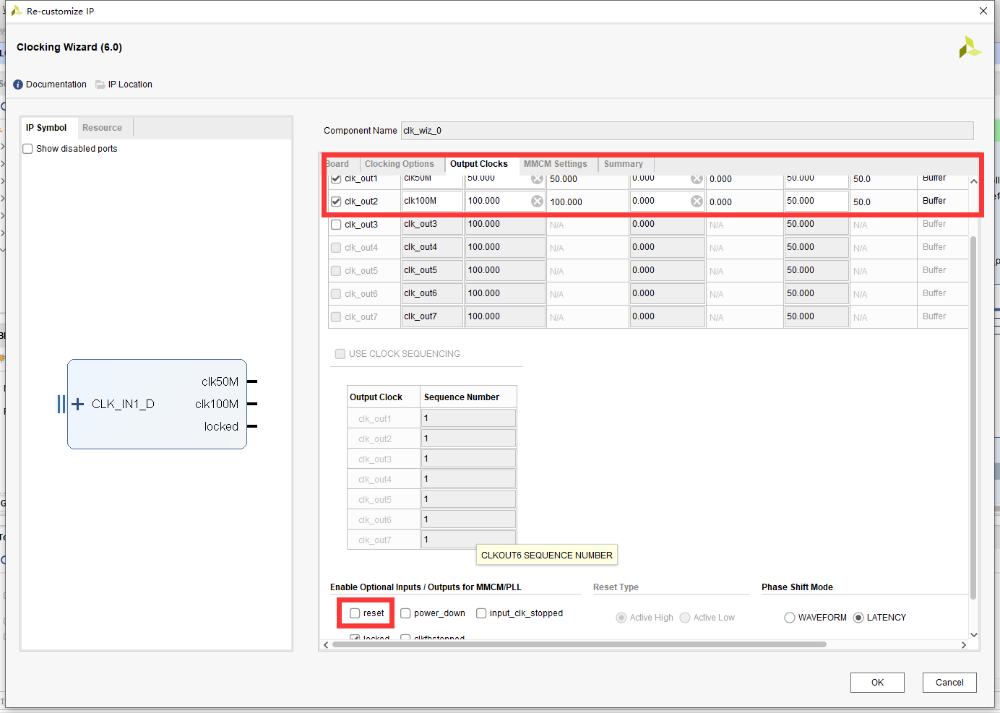 Re-customize IP
Clocking Wizard (6.0)
Documentation IP Location
IP Symbol Resource
Show disabled ports
CLK_IN1_D
clk50M
clk100M
locked
Component Name clk_wiz_0
Board Clocking Options Output Clocks MMCM Settings Summary
clk_out1 clk50M 50.000 50.000 0.000 0.000 50.000 50.0 Buffer
clk_out2 clk100M 100.000 100.000 0.000 0.000 50.000 50.0 Buffer
clk_out3 clk_out3 100.000 N/A 0.000 N/A 50.000 N/A Buffer
clk_out4 clk_out4 100.000 N/A 0.000 N/A 50.000 N/A Buffer
clk_out5 clk_out5 100.000 N/A 0.000 N/A 50.000 N/A Buffer
clk_out6 clk_out6 100.000 N/A 0.000 N/A 50.000 N/A Buffer
clk_out7 clk_out7 100.000 N/A 0.000 N/A 50.000 N/A Buffer
USE CLOCK SEQUENCING
Output Clock Sequence Number
clk_out1 1
clk_out2 1
clk_out3 1
clk_out4 1
clk_out5 1
clk_out6 1
clk_out7 1
CLKOUT6 SEQUENCE NUMBER
Enable Optional Inputs / Outputs for MMCM/PLL Reset Type Phase Shift Mode
reset power_down input_clk_stopped Active High Active Low WAVEFORM LATENCY
locked clkfbstopped
OK Cancel